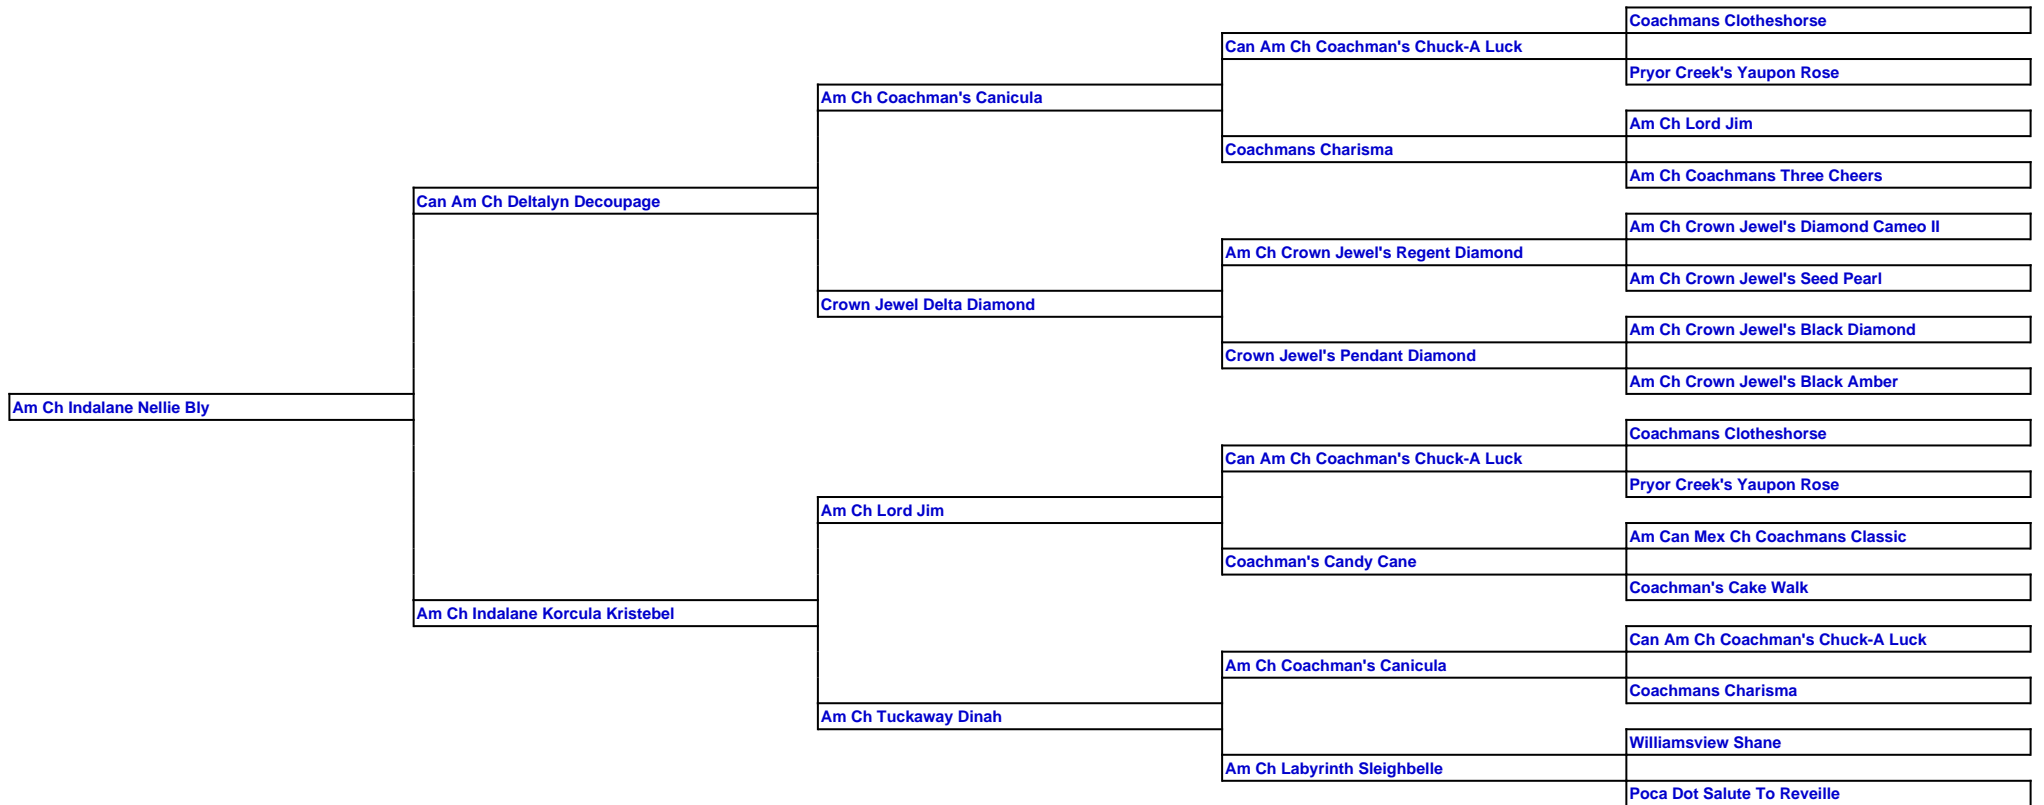 Coachmans Clotheshorse
Can Am Ch Coachman's Chuck-A Luck
Pryor Creek's Yaupon Rose
Am Ch Coachman's Canicula
Am Ch Lord Jim
Coachmans Charisma
Am Ch Coachmans Three Cheers
Can Am Ch Deltalyn Decoupage
Am Ch Crown Jewel's Diamond Cameo II
Am Ch Crown Jewel's Regent Diamond
Am Ch Crown Jewel's Seed Pearl
Crown Jewel Delta Diamond
Am Ch Crown Jewel's Black Diamond
Crown Jewel's Pendant Diamond
Am Ch Crown Jewel's Black Amber
Am Ch Indalane Nellie Bly
Coachmans Clotheshorse
Can Am Ch Coachman's Chuck-A Luck
Pryor Creek's Yaupon Rose
Am Ch Lord Jim
Am Can Mex Ch Coachmans Classic
Coachman's Candy Cane
Coachman's Cake Walk
Am Ch Indalane Korcula Kristebel
Can Am Ch Coachman's Chuck-A Luck
Am Ch Coachman's Canicula
Coachmans Charisma
Am Ch Tuckaway Dinah
Williamsview Shane
Am Ch Labyrinth Sleighbelle
Poca Dot Salute To Reveille